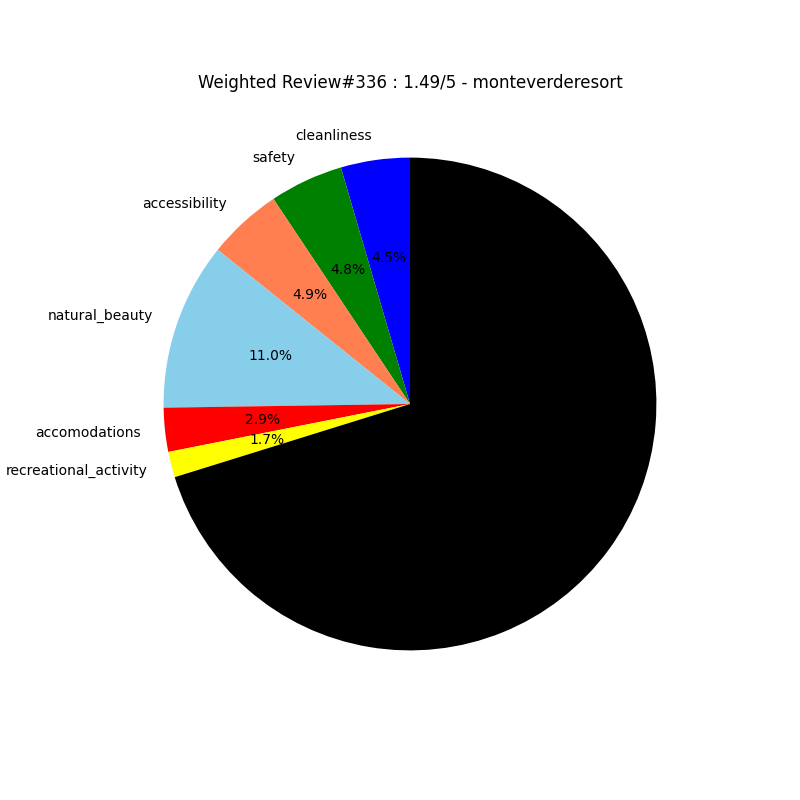 Weighted Review#336 : 1.49/5 - monteverderesort
cleanliness
safety
accessibility
natural_beauty
accomodations
recreational_activity
4.5%
4.8%
4.9%
11.0%
2.9%
1.7%